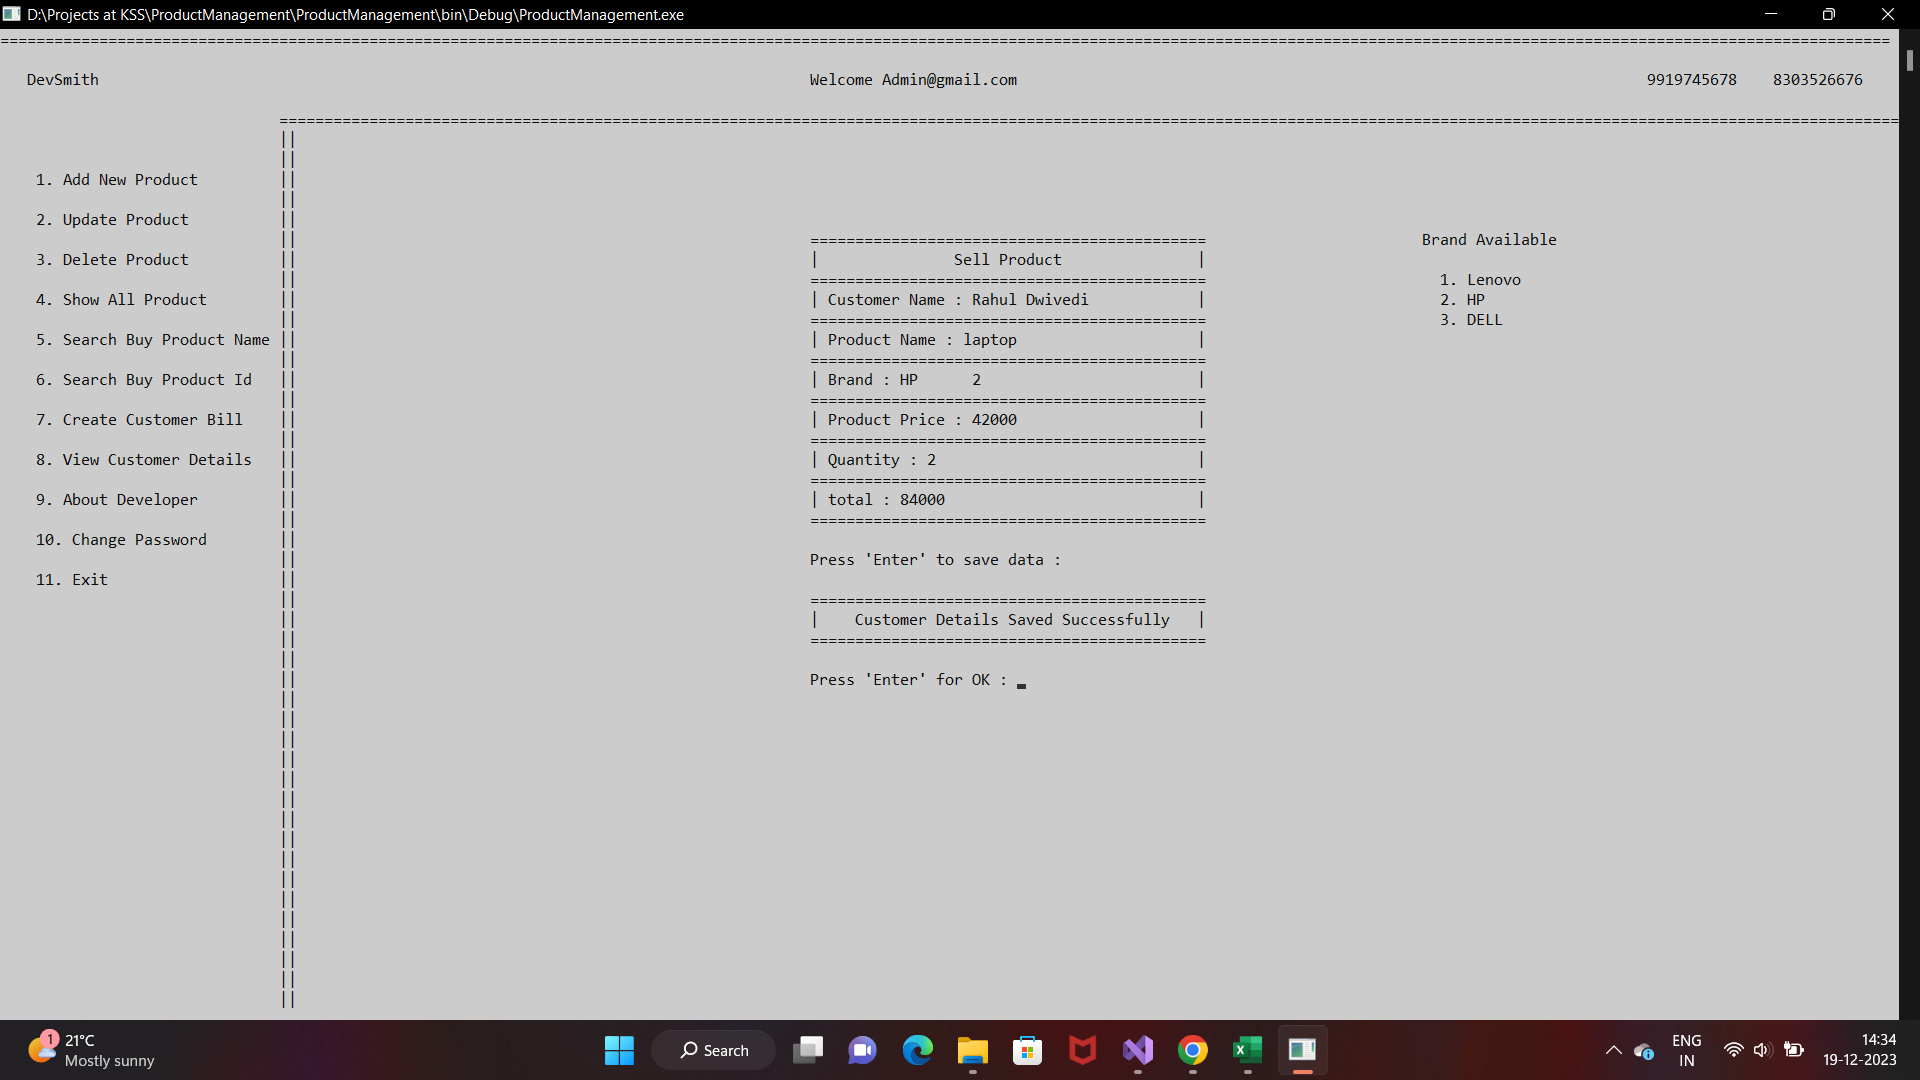 D:\Projects at KSS\ProductManagement\ProductManagement\bin\Debug\ProductManagement.exe
DevSmith Welcome Admin@gmail.com 9919745678 8303526676
1. Add New Product
2. Update Product
3. Delete Product
4. Show All Product
5. Search Buy Product Name
6. Search Buy Product Id
7. Create Customer Bill
8. View Customer Details
9. About Developer
10. Change Password
11. Exit
Sell Product
Customer Name : Rahul Dwivedi
Product Name : laptop
Brand : HP 2
Product Price : 42000
Quantity : 2
total : 84000
Press 'Enter' to save data :
Customer Details Saved Successfully
Press 'Enter' for OK :
Brand Available
1. Lenovo
2. HP
3. DELL
1
21°C
Mostly sunny
Search
ENG
IN
14:34
19-12-2023